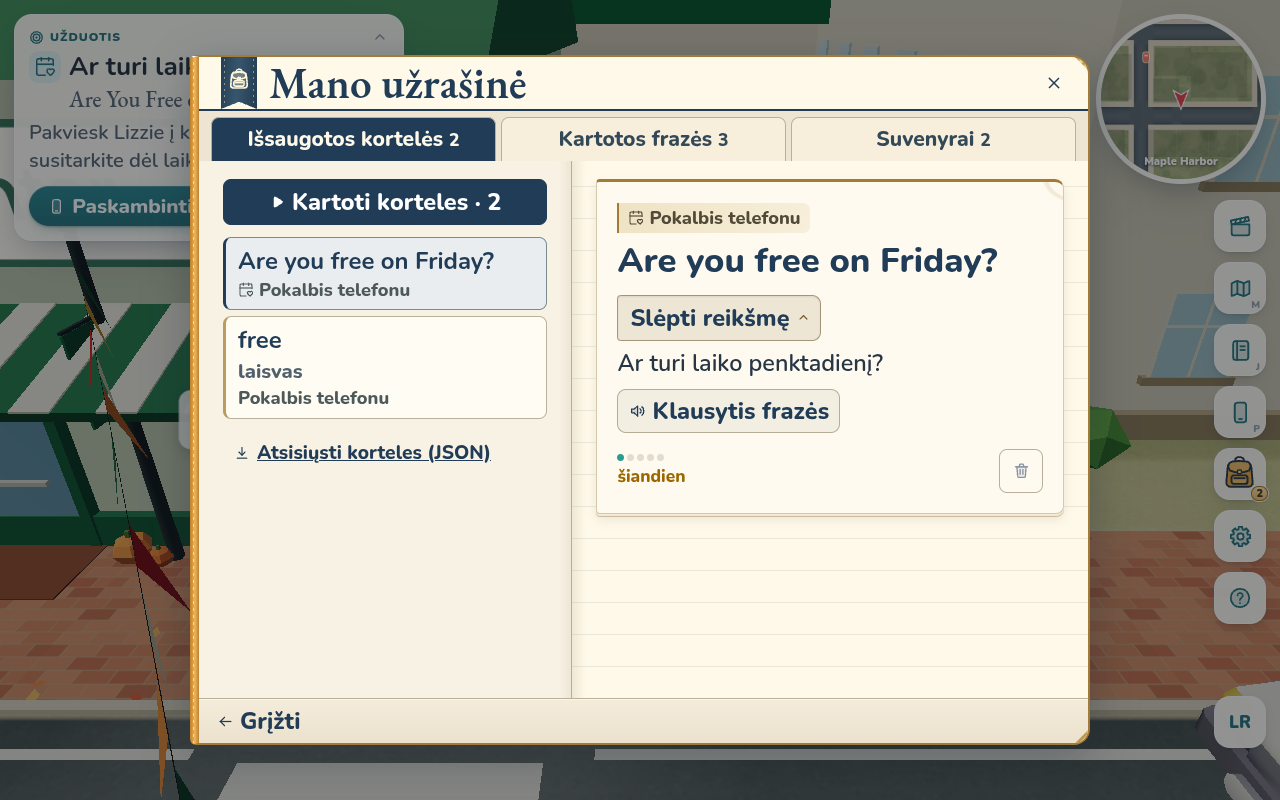 UŽDUOTIS
Ar turi laik
Are You Free
Pakviesk Lizzie į k
susitarkite dėl laik
Paskambinti
Mano užrašinė
Išsaugotos kortelės 2
Kartotos frazės 3
Suvenyrai 2
Kartoti korteles · 2
Are you free on Friday?
Pokalbis telefonu
free
laisvas
Pokalbis telefonu
Atsisiųsti korteles (JSON)
Pokalbis telefonu
Are you free on Friday?
Slėpti reikšmę
Ar turi laiko penktadienį?
Klausytis frazės
šiandien
Grįžti
Maple Harbor
M
J
P
2
LR